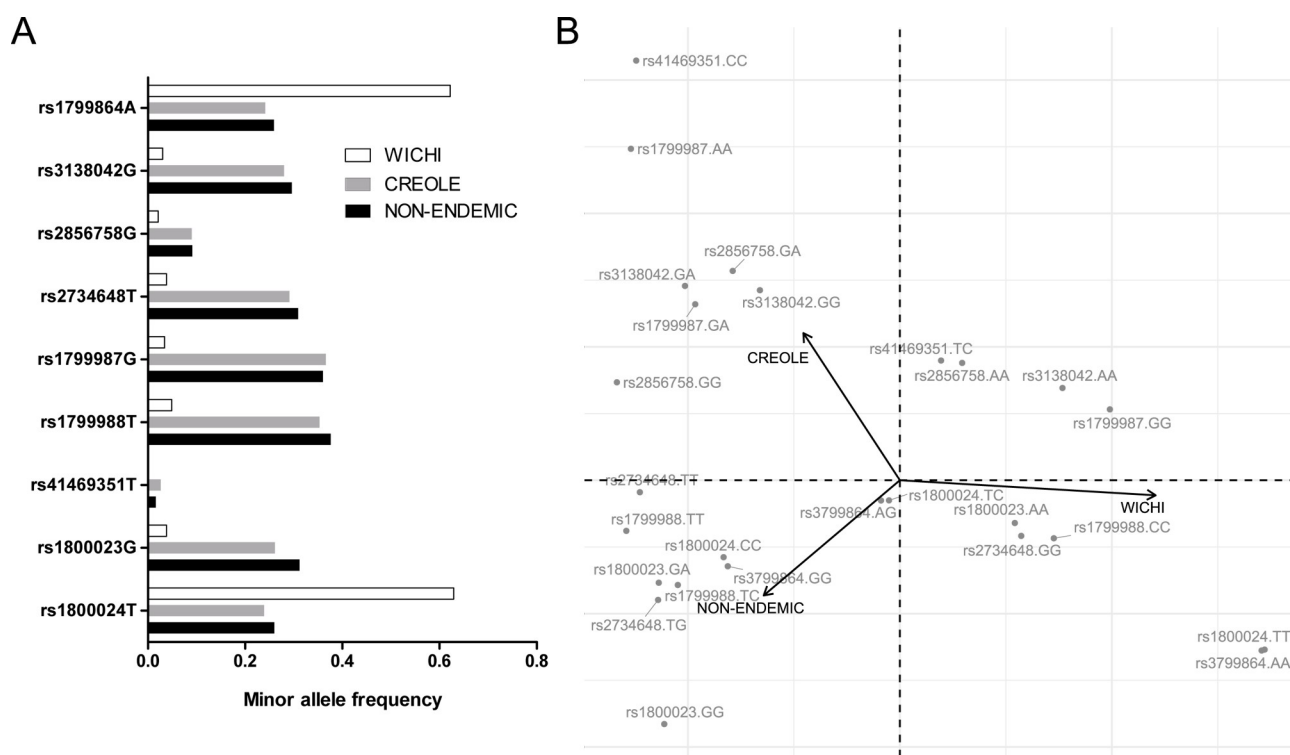 A
rs1799864A
rs3138042G
rs2856758G
rs2734648T
rs1799987G
rs1799988T
rs41469351T
rs1800023G
rs1800024T
WICHI
CREOLE
NON-ENDEMIC
0.0 0.2 0.4 0.6 0.8
Minor allele frequency
B
rs41469351.CC
rs1799987.AA
rs2856758.GA
rs3138042.GA
rs3138042.GG
rs1799987.GA
CREOLE
rs41469351.TC
rs2856758.AA
rs3138042.AA
rs2856758.GG
rs1799987.GG
rs2734648.TT
rs1800024.TC
rs3799864.AG
WICHI
rs1800023.AA
rs1799988.TT
rs1799988.CC
rs2734648.GG
rs1800024.CC
rs1800023.GA
rs3799864.GG
rs1799988.TC
NON-ENDEMIC
rs2734648.TG
rs1800024.TT
rs3799864.AA
rs1800023.GG